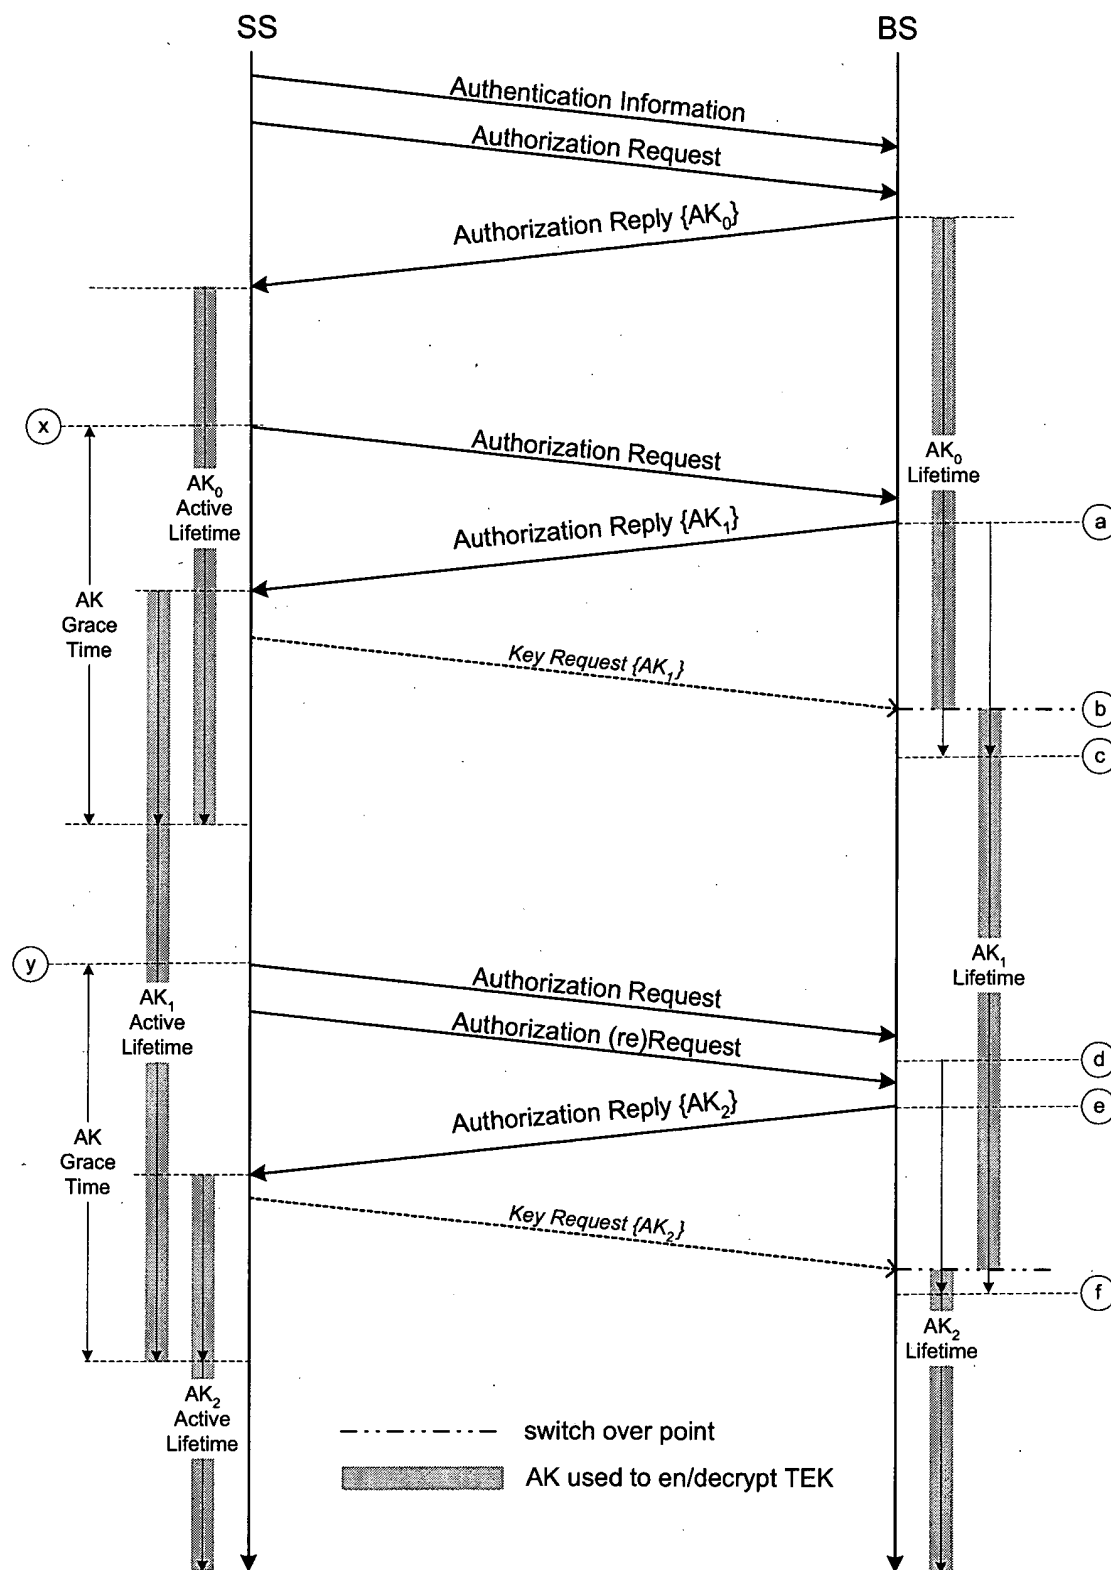 SS
BS
Authentication Information
Authorization Request
Authorization Reply {AK0}
x
AK0
Active
Lifetime
AK0
Lifetime
Authorization Request
a
Authorization Reply {AK1}
AK
Grace
Time
Key Request {AK1}
b
c
y
AK1
Lifetime
Authorization Request
AK1
Active
Lifetime
Authorization (re)Request
d
e
Authorization Reply {AK2}
AK
Grace
Time
Key Request {AK2}
f
AK2
Lifetime
AK2
Active
Lifetime
switch over point
AK used to en/decrypt TEK